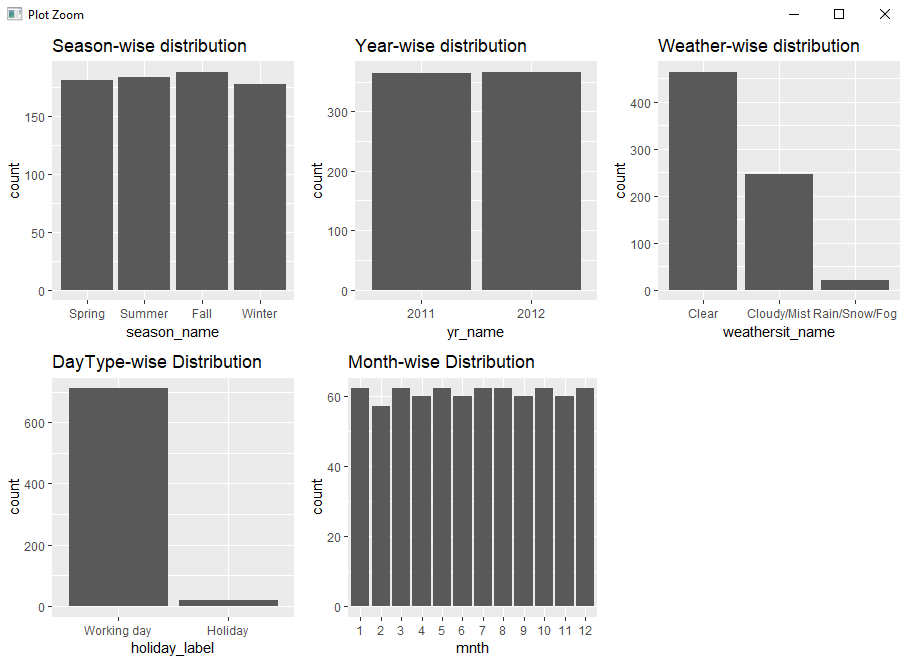 Plot Zoom
Season-wise distribution
count
150
100
50
0
Spring Summer Fall Winter
season_name
Year-wise distribution
count
300
200
100
0
2011 2012
yr_name
Weather-wise distribution
count
400
300
200
100
0
Clear Cloudy/Mist Rain/Snow/Fog
weathersit_name
DayType-wise Distribution
count
600
400
200
0
Working day Holiday
holiday_label
Month-wise Distribution
count
60
40
20
0
1 2 3 4 5 6 7 8 9 10 11 12
mnth